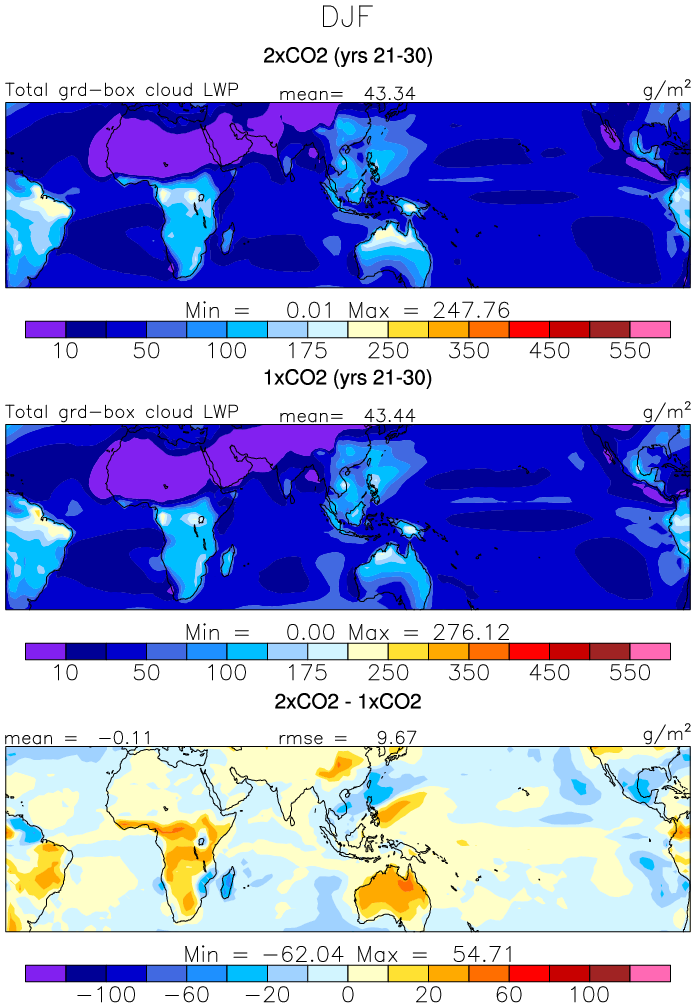 DJF
2xCO2 (yrs 21-30)
Total grd-box cloud LWP mean= 43.34 g/m²
Min = 0.01 Max = 247.76
10 50 100 175 250 350 450 550
1xCO2 (yrs 21-30)
Total grd-box cloud LWP mean= 43.44 g/m²
Min = 0.00 Max = 276.12
10 50 100 175 250 350 450 550
2xCO2 - 1xCO2
mean = -0.11 rmse = 9.67 g/m²
Min = -62.04 Max = 54.71
-100 -60 -20 0 20 60 100